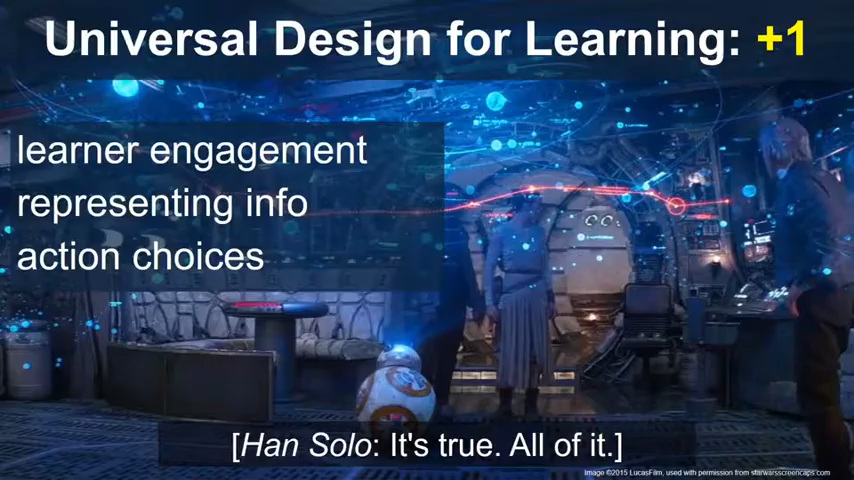 Universal Design for Learning: +1
learner engagement
representing info
action choices
[Han Solo: It's true. All of it.]
Image ©2015 LucasFilm, used with permission from starwarsscreencaps.com